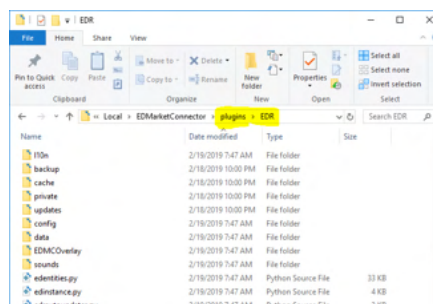 EDR
File Home Share View
Pin to Quick access
Copy
Paste
Clipboard
Move to
Copy to
Delete
Rename
Organize
New folder
New
Properties
Open
Select all
Select none
Invert selection
Select
« Local › EDMarketConnector › plugins › EDR
Search EDR
Name Date modified Type Size
l10n 2/19/2019 7:47 AM File folder
backup 2/18/2019 10:00 PM File folder
cache 2/18/2019 10:00 PM File folder
private 2/18/2019 10:00 PM File folder
updates 2/18/2019 10:00 PM File folder
config 2/19/2019 7:47 AM File folder
data 2/19/2019 7:47 AM File folder
EDMCOverlay 2/19/2019 7:47 AM File folder
sounds 2/19/2019 7:47 AM File folder
edentities.py 2/19/2019 7:47 AM Python Source File 33 KB
edinstance.py 2/19/2019 7:47 AM Python Source File 4 KB